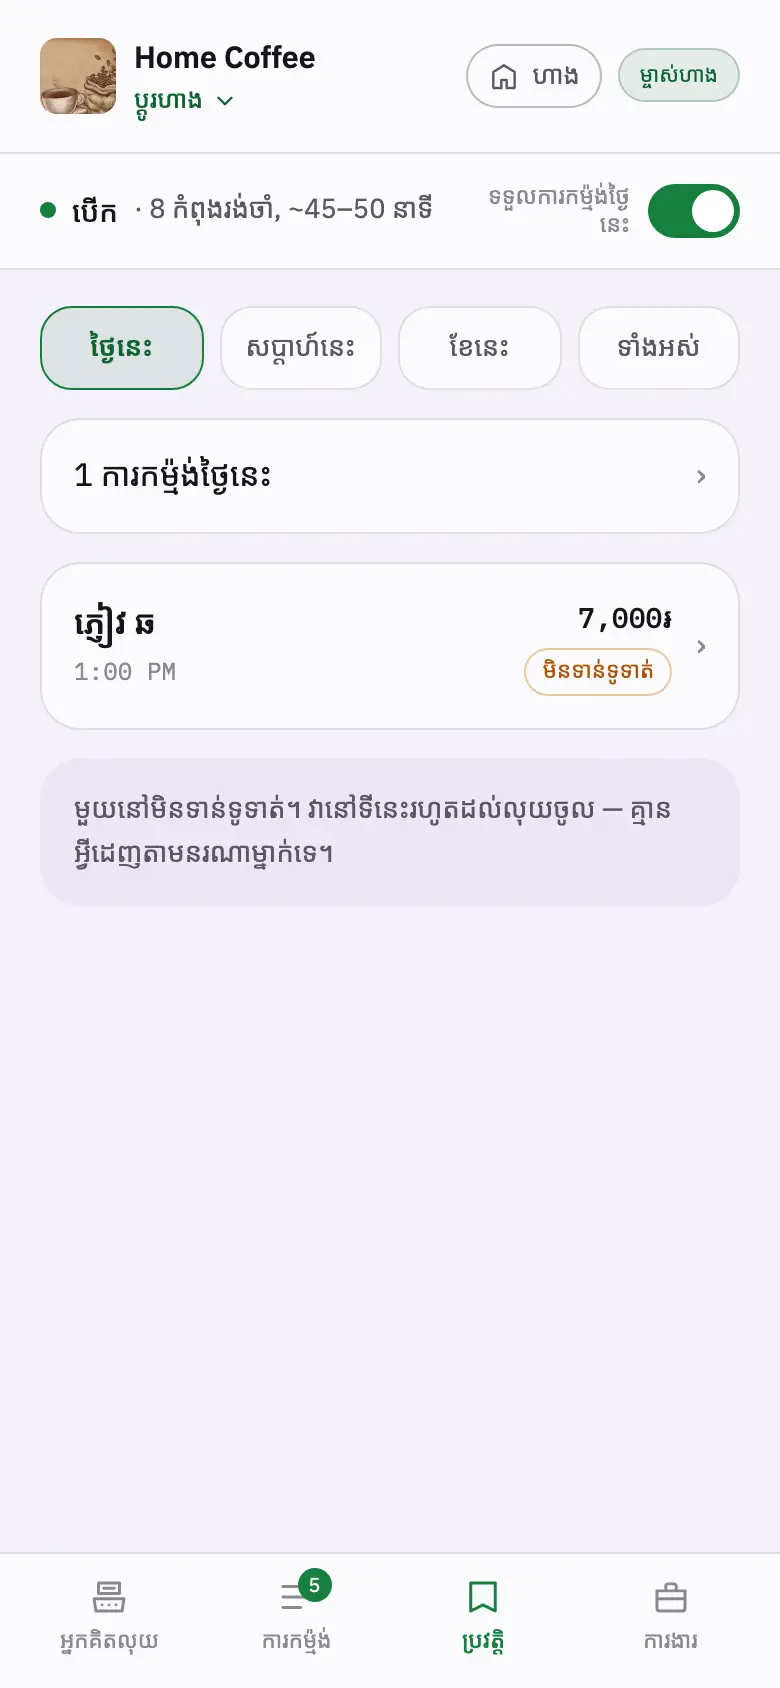 Home Coffee
ប្ដូរហាង
ហាង
ម្ចាស់ហាង
បើក · 8 កំពុងរង់ចាំ, ~45–50 នាទី
ទទួលការកម្ម៉ង់ថ្ងៃ
នេះ
ថ្ងៃនេះ
សប្ដាហ៍នេះ
ខែនេះ
ទាំងអស់
1 ការកម្ម៉ង់ថ្ងៃនេះ
ភ្ញៀវ ឆ
7,000៛
1:00 PM
មិនទាន់ទូទាត់
មួយនៅមិនទាន់ទូទាត់។ វានៅទីនេះរហូតដល់លុយចូល — គ្មាន
អ្វីដេញតាមនរណាម្នាក់ទេ។
5
អ្នកគិតលុយ
ការកម្ម៉ង់
ប្រវត្តិ
ការងារ